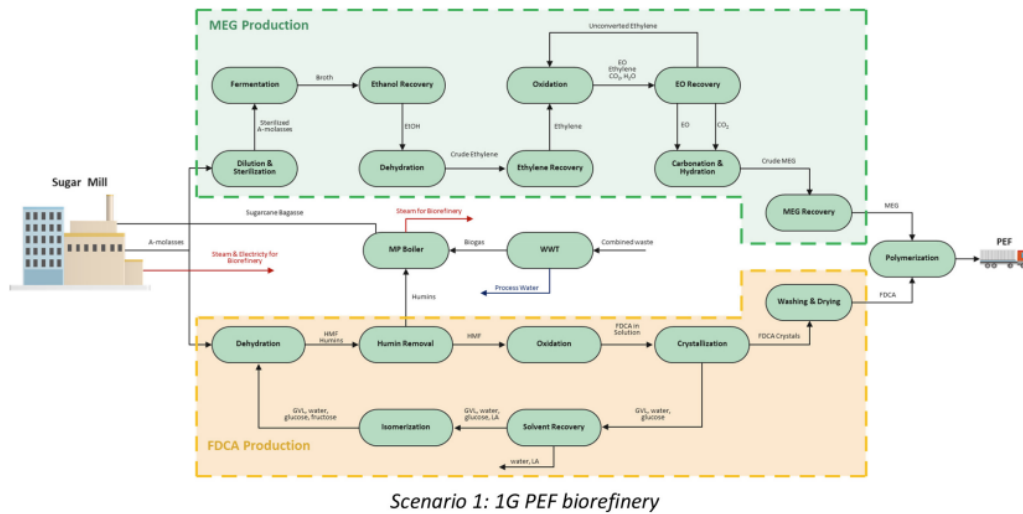 MEG Production
Unconverted Ethylene
Fermentation
Broth
Ethanol Recovery
Oxidation
EO
Ethylene
CO₂, H₂O
EO Recovery
Sterilized
A-molasses
EtOH
Ethylene
EO
CO₂
Dilution &
Sterilization
Dehydration
Crude Ethylene
Ethylene Recovery
Carbonation &
Hydration
Crude MEG
Sugar Mill
MEG Recovery
MEG
Sugarcane Bagasse
Steam for Biorefinery
A-molasses
MP Boiler
Biogas
WWT
Combined waste
Steam & Electricity for
Biorefinery
Process Water
Polymerization
PEF
Humins
Washing & Drying
FDCA
Dehydration
HMF
Humins
Humin Removal
HMF
Oxidation
FDCA in
Solution
Crystallization
FDCA Crystals
GVL, water,
glucose, fructose
Isomerization
GVL, water,
glucose, LA
Solvent Recovery
GVL, water,
glucose
FDCA Production
water, LA
Scenario 1: 1G PEF biorefinery